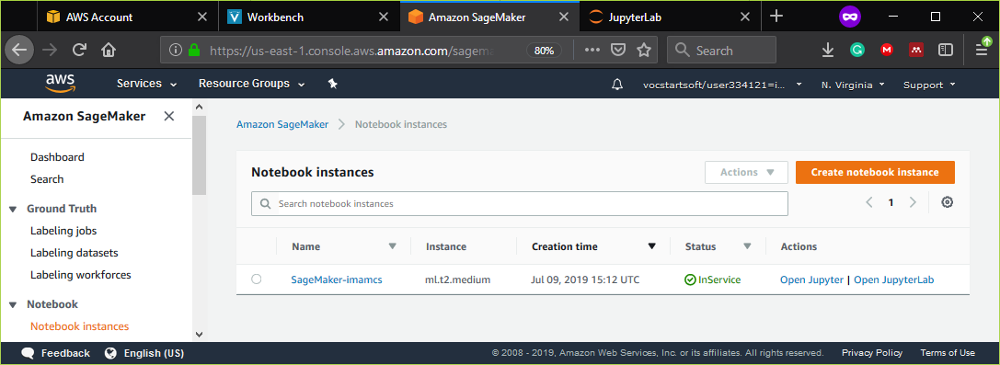 AWS Account
Workbench
Amazon SageMaker
JupyterLab
https://us-east-1.console.aws.amazon.com/sagema
80%
Search
aws
Services
Resource Groups
vocstartsoft/user334121=i...
N. Virginia
Support
Amazon SageMaker
Dashboard
Search
Ground Truth
Labeling jobs
Labeling datasets
Labeling workforces
Notebook
Notebook instances
Amazon SageMaker > Notebook instances
Notebook instances
Actions
Create notebook instance
Search notebook instances
1
Name Instance Creation time Status Actions
SageMaker-imamcs ml.t2.medium Jul 09, 2019 15:12 UTC InService Open Jupyter | Open JupyterLab
Feedback English (US) © 2008 - 2019, Amazon Web Services, Inc. or its affiliates. All rights reserved. Privacy Policy Terms of Use